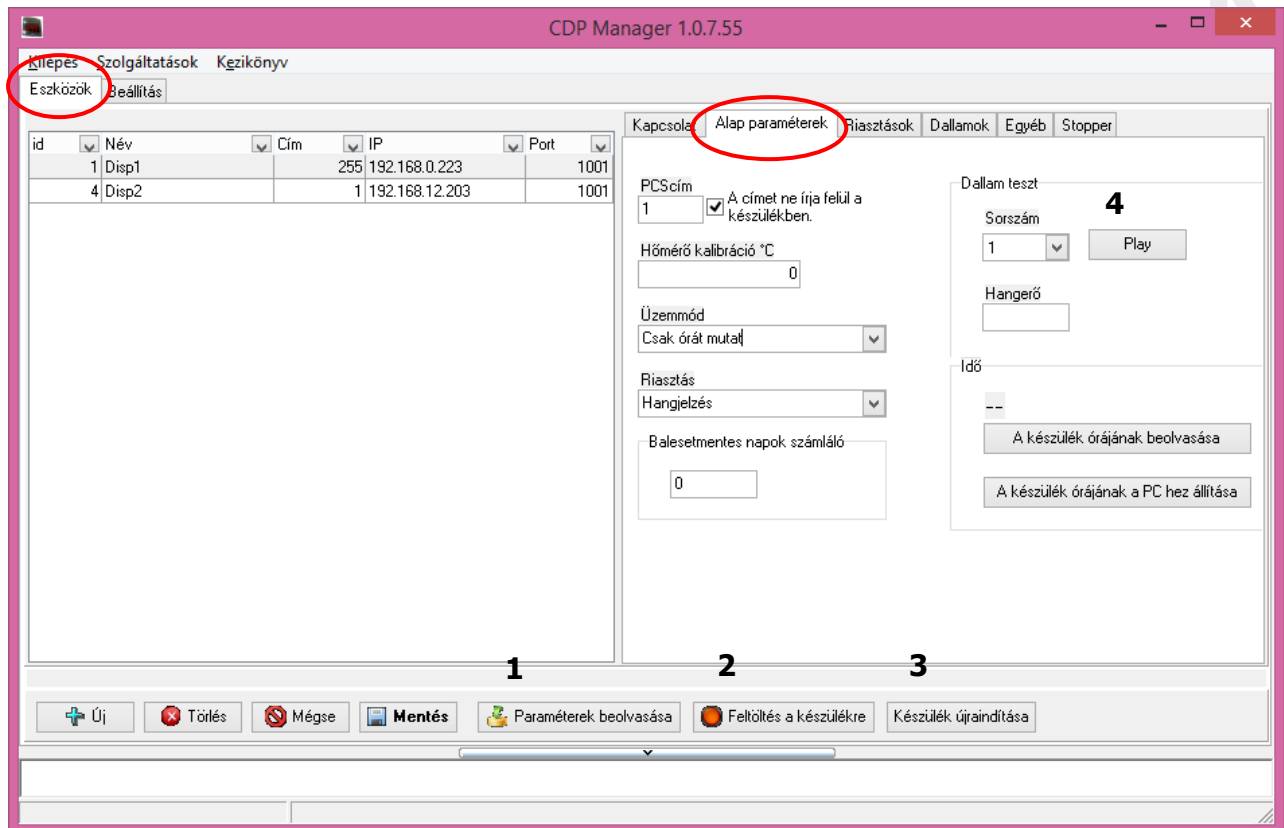 CDP Manager 1.0.7.55
Kilépés Szolgáltatások Kezikönyv
Eszközök Beállítás
id Név Cím IP Port
1 Disp1 255 192.168.0.223 1001
4 Disp2 1 192.168.12.203 1001
Kapcsolat Alap paraméterek Riasztások Dallamok Egyéb Stopper
PCS cím
1
A címet ne írja felül a
készülékben.
Hőmérő kalibráció °C
0
Üzemmód
Csak órát mutat
Riasztás
Hangjelzés
Balesetmentes napok számláló
0
Dallam teszt
4
Sorszám
1 Play
Hangerő
Idő
--
A készülék órájának beolvasása
A készülék órájának a PC hez állítása
1 2 3
Új Törlés Mégse Mentés Paraméterek beolvasása Feltöltés a készülékre Készülék újraindítása